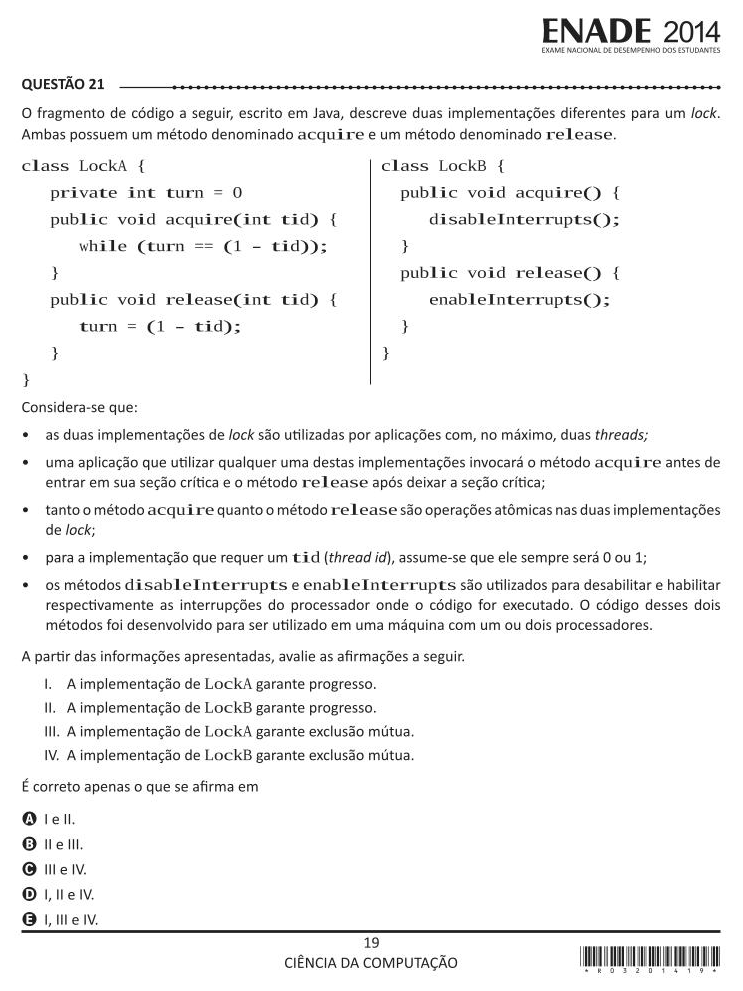 ENADE 2014
EXAME NACIONAL DE DESEMPENHO DOS ESTUDANTES
QUESTÃO 21
O fragmento de código a seguir, escrito em Java, descreve duas implementações diferentes para um lock.
Ambas possuem um método denominado acquire e um método denominado release.
class LockA {
private int turn = 0
public void acquire(int tid) {
while (turn == (1 - tid));
}
public void release(int tid) {
turn = (1 - tid);
}
}
class LockB {
public void acquire() {
disableInterrupts();
}
public void release() {
enableInterrupts();
}
}
Considera-se que:
• as duas implementações de lock são utilizadas por aplicações com, no máximo, duas threads;
• uma aplicação que utilizar qualquer uma destas implementações invocará o método acquire antes de
entrar em sua seção crítica e o método release após deixar a seção crítica;
• tanto o método acquire quanto o método release são operações atômicas nas duas implementações
de lock;
• para a implementação que requer um tid (thread id), assume-se que ele sempre será 0 ou 1;
• os métodos disableInterrupts e enableInterrupts são utilizados para desabilitar e habilitar
respectivamente as interrupções do processador onde o código for executado. O código desses dois
métodos foi desenvolvido para ser utilizado em uma máquina com um ou dois processadores.
A partir das informações apresentadas, avalie as afirmações a seguir.
I. A implementação de LockA garante progresso.
II. A implementação de LockB garante progresso.
III. A implementação de LockA garante exclusão mútua.
IV. A implementação de LockB garante exclusão mútua.
É correto apenas o que se afirma em
A I e II.
B II e III.
C III e IV.
D I, II e IV.
E I, III e IV.
19
CIÊNCIA DA COMPUTAÇÃO
* R 0 3 2 0 1 4 1 9 *